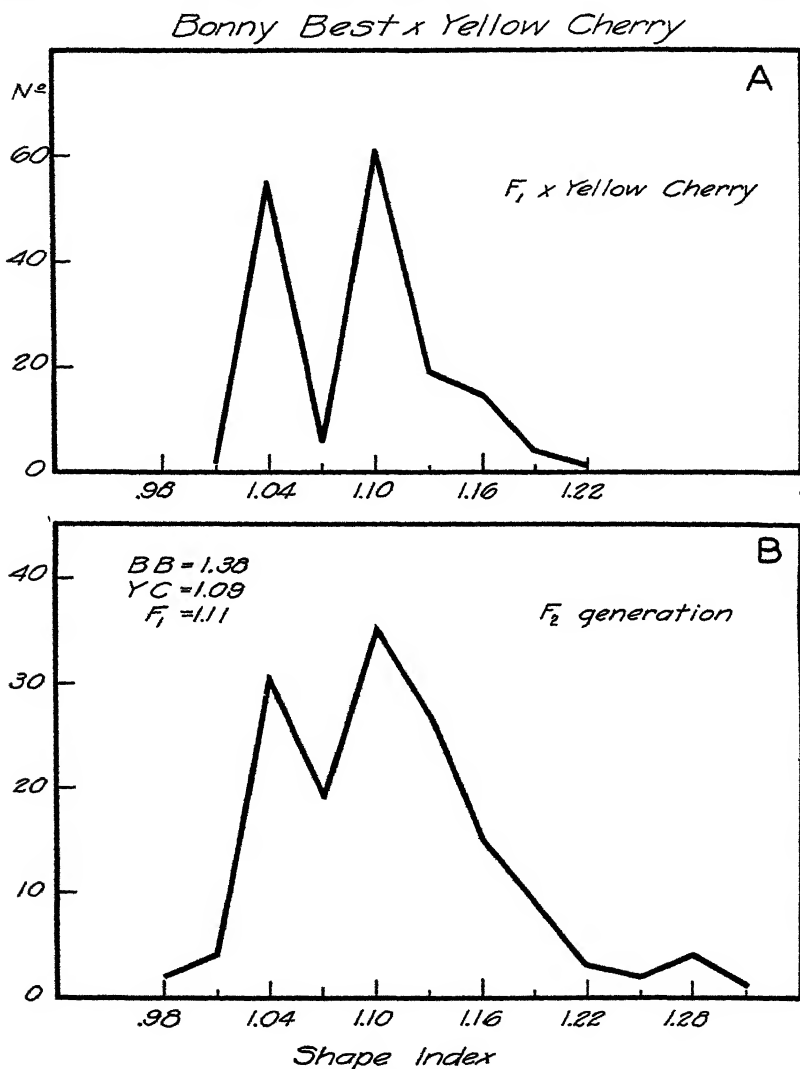 Bonny Best x Yellow Cherry
A
Nº
60
F₁ x Yellow Cherry
40
20
0
.98 1.04 1.10 1.16 1.22
B
BB=1.38
YC=1.09
F₁=1.11
F₂ generation
40
30
20
10
0
.98 1.04 1.10 1.16 1.22 1.28
Shape Index